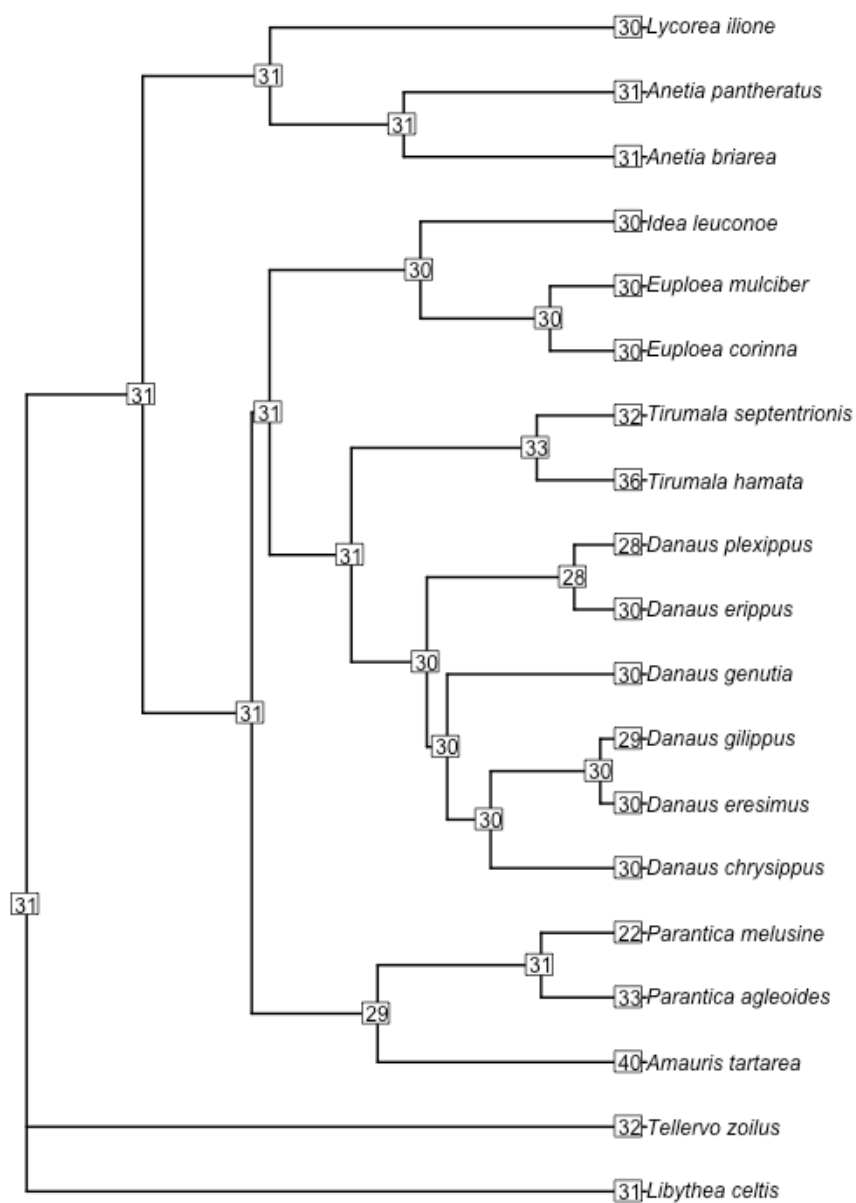 30 Lycorea ilione
31
31 Anetia pantheratus
31
31 Anetia briarea
30 Idea leuconoe
30
30 Euploea mulciber
30
30 Euploea corinna
31
31
32 Tirumala septentrionis
33
36 Tirumala hamata
28 Danaus plexippus
31
28
30 Danaus erippus
30
30 Danaus genutia
31
29 Danaus gilippus
30
30
30 Danaus eresimus
30
30 Danaus chrysippus
31
22 Parantica melusine
31
33 Parantica agleoides
29
40 Amauris tartarea
32 Tellervo zoilus
31 Libythea celtis